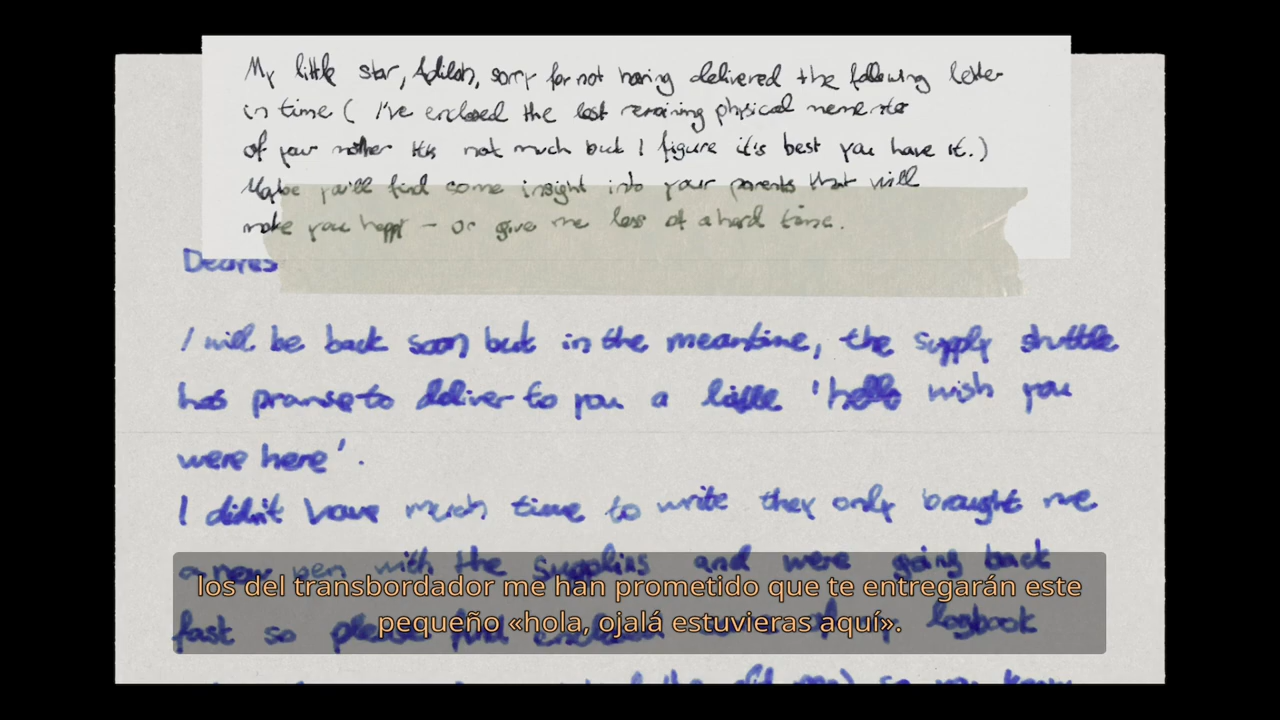 My little star, Adilah, sorry for not having delivered the following letter
in time ( I've enclosed the last remaining physical memento
of your mother It's not much but I figure it's best you have it.)
Maybe you'll find some insight into your parents that will
make you happy — or give me less of a hard time.
Dearest
I will be back soon but in the meantime, the supply shuttle
has promise to deliver to you a little 'hello wish you
were here'.
I didn't have much time to write they only brought me
a new pen with the supplies and were going back
fast so please find enclosed of logbook
los del transbordador me han prometido que te entregarán este
pequeño «hola, ojalá estuvieras aquí».